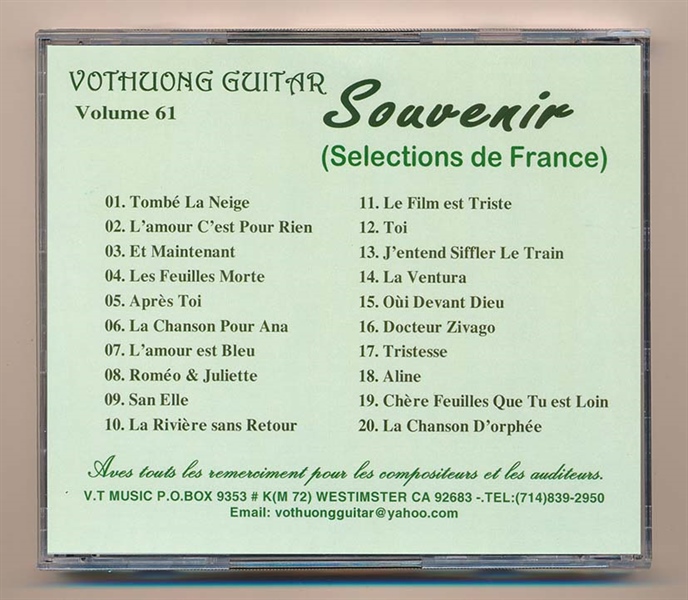 VOTHUONG GUITAR
Volume 61
Souvenir
(Selections de France)
01. Tombé La Neige
02. L'amour C'est Pour Rien
03. Et Maintenant
04. Les Feuilles Morte
05. Après Toi
06. La Chanson Pour Ana
07. L'amour est Bleu
08. Roméo & Juliette
09. San Elle
10. La Rivière sans Retour
11. Le Film est Triste
12. Toi
13. J'entend Siffler Le Train
14. La Ventura
15. Oùi Devant Dieu
16. Docteur Zivago
17. Tristesse
18. Aline
19. Chère Feuilles Que Tu est Loin
20. La Chanson D'orphée
Aves touts les remerciment pour les compositeurs et les auditeurs.
V.T MUSIC P.O.BOX 9353 # K(M 72) WESTIMSTER CA 92683 -.TEL:(714)839-2950
Email: vothuongguitar@yahoo.com